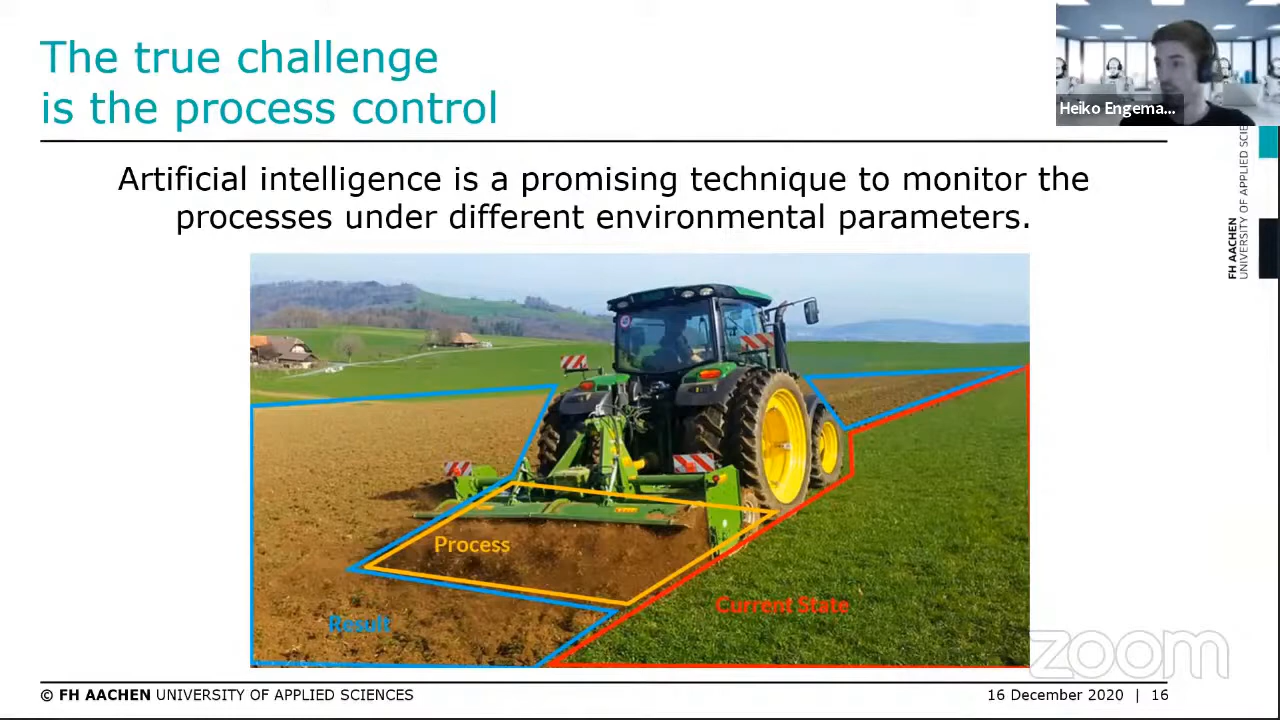 The true challenge
is the process control
Heiko Engema...
Artificial intelligence is a promising technique to monitor the
processes under different environmental parameters.
FH AACHEN
UNIVERSITY OF APPLIED SCIE
Process
Current State
Result
zoom
© FH AACHEN UNIVERSITY OF APPLIED SCIENCES
16 December 2020 | 16